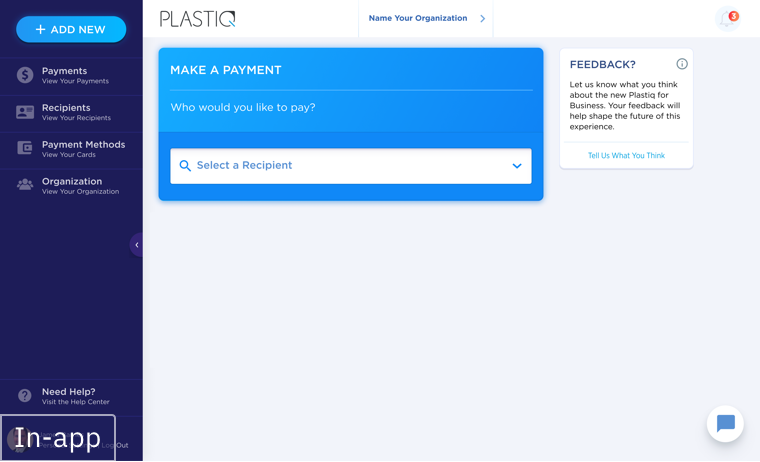 + ADD NEW
Payments
View Your Payments
Recipients
View Your Recipients
Payment Methods
View Your Cards
Organization
View Your Organization
Need Help?
Visit the Help Center
In-app
Log Out
PLASTIQ
Name Your Organization
3
MAKE A PAYMENT
Who would you like to pay?
Select a Recipient
FEEDBACK?
Let us know what you think
about the new Plastiq for
Business. Your feedback will
help shape the future of this
experience.
Tell Us What You Think